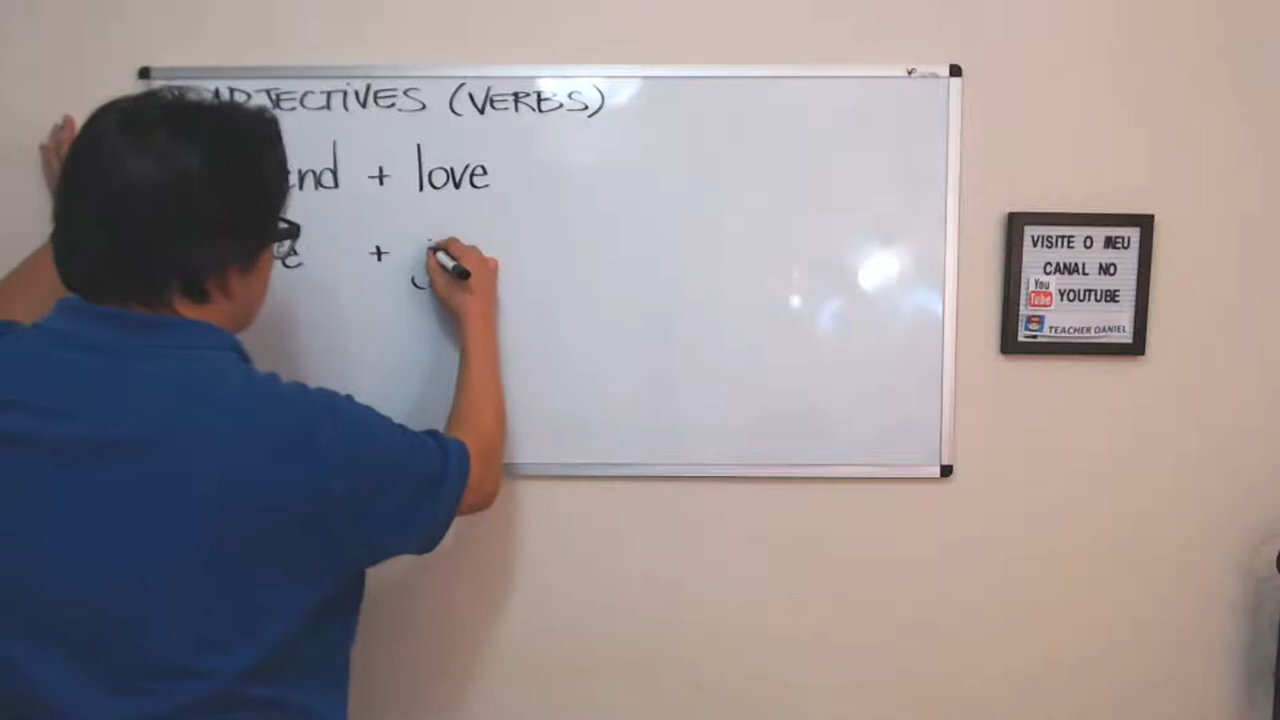 ADJECTIVES (VERBS)
+ love
+
VISITE O MEU
CANAL NO
You
Tube YOUTUBE
TEACHER DANIEL